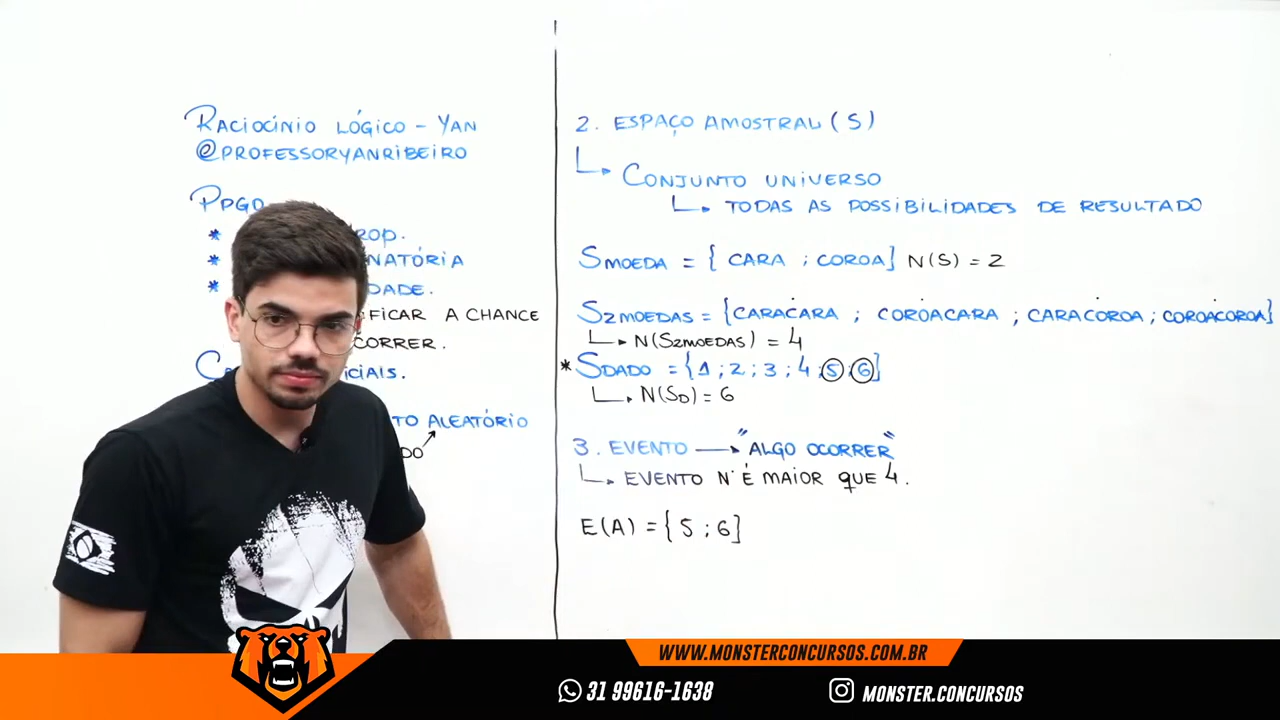 RACIOCÍNIO LÓGICO - YAN
@PROFESSORYANRIBEIRO
*
*
*
NATÓRIA
DADE.
FICAR A CHANCE
CORRER.
ICIAIS.
TO ALEATÓRIO
2. ESPAÇO AMOSTRAL (S)
CONJUNTO UNIVERSO
TODAS AS POSSIBILIDADES DE RESULTADO
SMOEDA = { CARA ; COROA} N(S) = 2
S2MOEDAS = {CARACARA ; COROACARA ; CARACOROA ; COROACOROA}
N(S2MOEDAS) = 4
* SDADO = {1 ; 2 ; 3 ; 4 ; 5 ; 6}
N(SD) = 6
3. EVENTO → "ALGO OCORRER"
EVENTO Nº É MAIOR QUE 4.
E(A) = { 5 ; 6}
WWW.MONSTERCONCURSOS.COM.BR
31 99616-1638
MONSTER.CONCURSOS